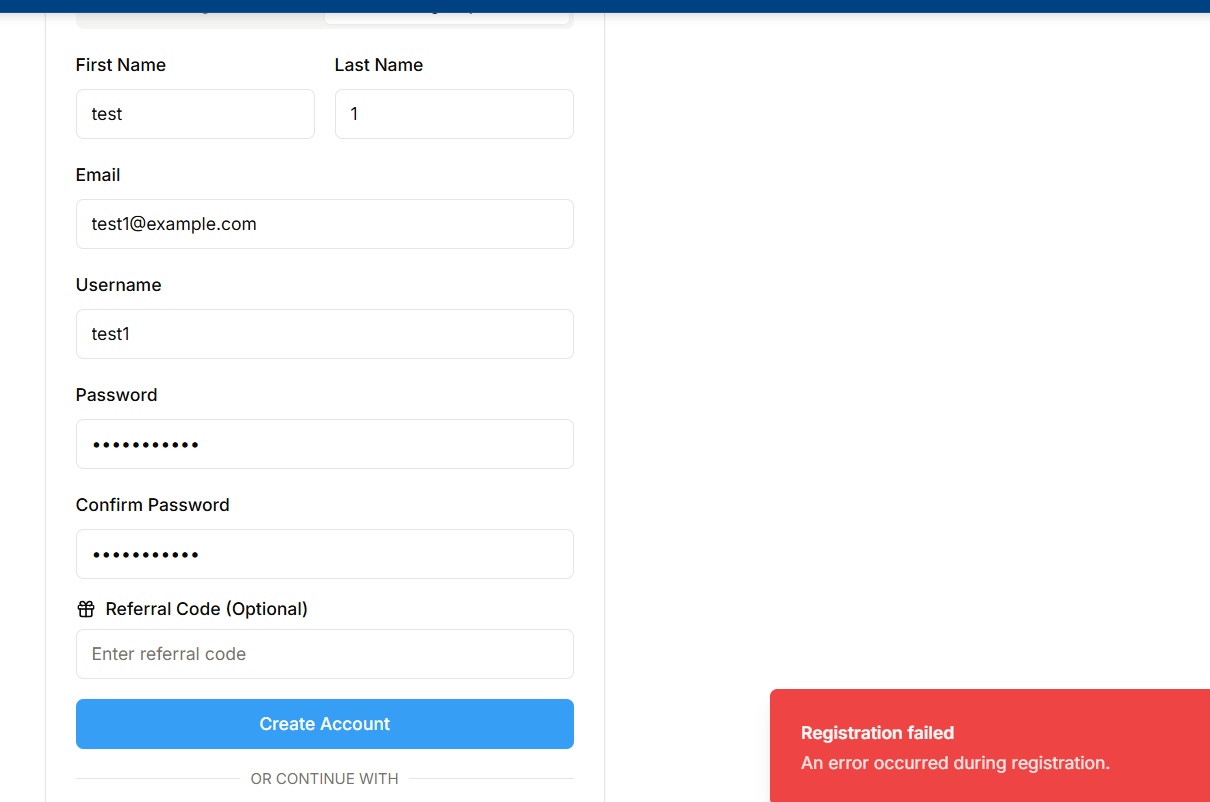 First Name Last Name
test 1
Email
test1@example.com
Username
test1
Password
•••••••••••
Confirm Password
•••••••••••
Referral Code (Optional)
Enter referral code
Create Account
OR CONTINUE WITH
Registration failed
An error occurred during registration.